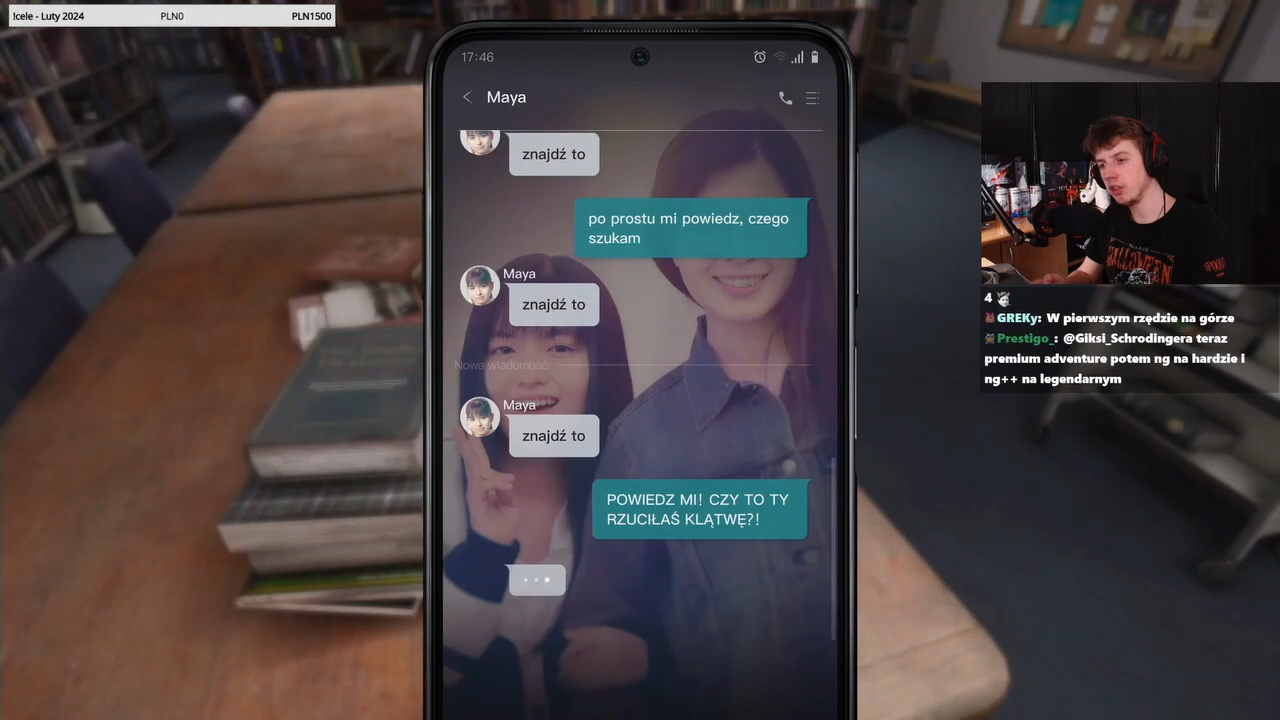 !cele - Luty 2024 PLN0 PLN1500
17:46
Maya
znajdź to
po prostu mi powiedz, czego
szukam
Maya
znajdź to
Nowa wiadomość
Maya
znajdź to
POWIEDZ MI! CZY TO TY
RZUCIŁAŚ KLĄTWĘ?!
4
GREKy: W pierwszym rzędzie na górze
Prestigo_: @Giksi_Schrodingera teraz
premium adventure potem ng na hardzie i
ng++ na legendarnym
HALLOWEEN